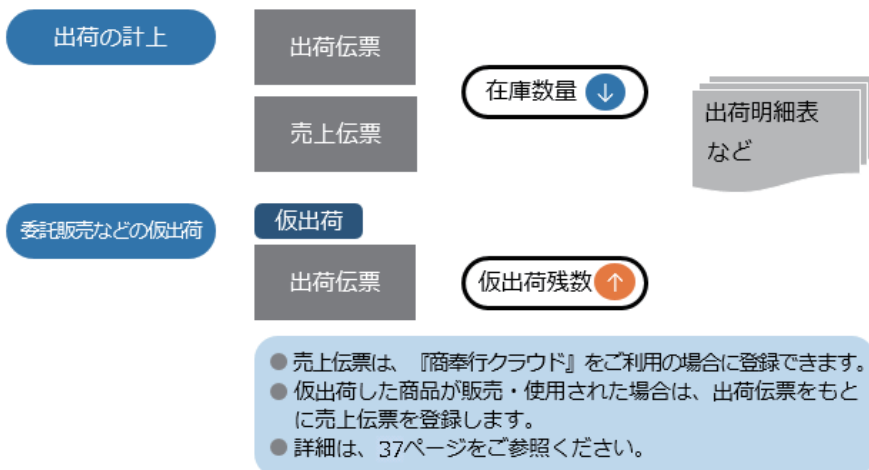 出荷の計上
出荷伝票
売上伝票
在庫数量 ↓
出荷明細表
など
委託販売などの仮出荷
仮出荷
出荷伝票
仮出荷残数 ↑
● 売上伝票は、『商奉行クラウド』をご利用の場合に登録できます。
● 仮出荷した商品が販売・使用された場合は、出荷伝票をもと
に売上伝票を登録します。
● 詳細は、37ページをご参照ください。